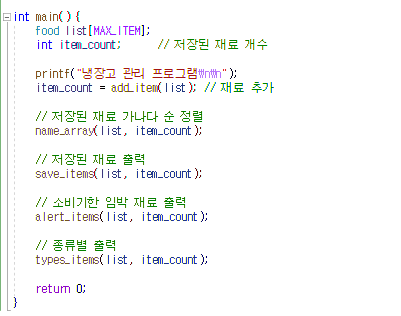 int main() {
food list[MAX_ITEM];
int item_count; // 저장된 재료 개수
printf("냉장고 관리 프로그램₩n₩n");
item_count = add_item(list); // 재료 추가
// 저장된 재료 가나다 순 정렬
name_array(list, item_count);
// 저장된 재료 출력
save_items(list, item_count);
// 소비기한 임박 재료 출력
alert_items(list, item_count);
// 종류별 출력
types_items(list, item_count);
return 0;
}